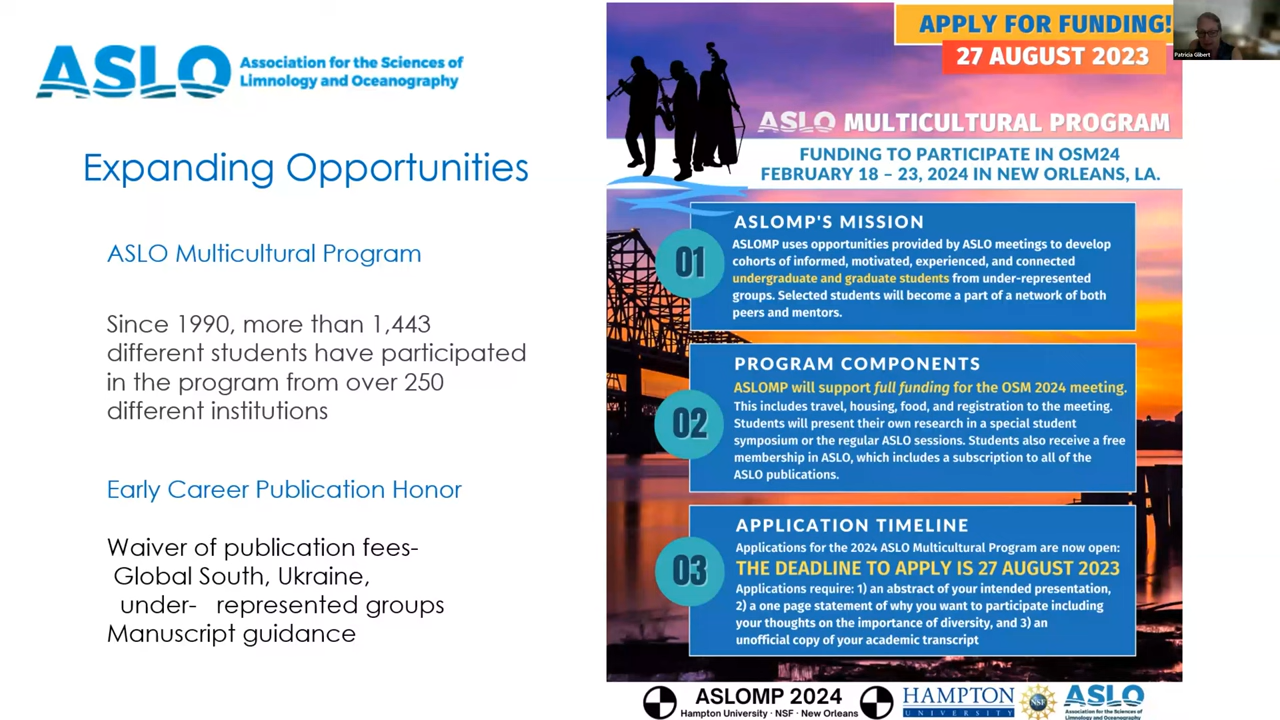 ASLO
Association for the Sciences of
Limnology and Oceanography
Expanding Opportunities
ASLO Multicultural Program
Since 1990, more than 1,443
different students have participated
in the program from over 250
different institutions
Early Career Publication Honor
Waiver of publication fees-
Global South, Ukraine,
under- represented groups
Manuscript guidance
APPLY FOR FUNDING!
27 AUGUST 2023
ASLO MULTICULTURAL PROGRAM
FUNDING TO PARTICIPATE IN OSM24
FEBRUARY 18 – 23, 2024 IN NEW ORLEANS, LA.
01
ASLOMP'S MISSION
ASLOMP uses opportunities provided by ASLO meetings to develop
cohorts of informed, motivated, experienced, and connected
undergraduate and graduate students from under-represented
groups. Selected students will become a part of a network of both
peers and mentors.
02
PROGRAM COMPONENTS
ASLOMP will support full funding for the OSM 2024 meeting.
This includes travel, housing, food, and registration to the meeting.
Students will present their own research in a special student
symposium or the regular ASLO sessions. Students also receive a free
membership in ASLO, which includes a subscription to all of the
ASLO publications.
03
APPLICATION TIMELINE
Applications for the 2024 ASLO Multicultural Program are now open:
THE DEADLINE TO APPLY IS 27 AUGUST 2023
Applications require: 1) an abstract of your intended presentation,
2) a one page statement of why you want to participate including
your thoughts on the importance of diversity, and 3) an
unofficial copy of your academic transcript
ASLOMP 2024
Hampton University · NSF · New Orleans
HAMPTON
UNIVERSITY
NSF
ASLO
Association for the Sciences of
Limnology and Oceanography
Patricia Glibert